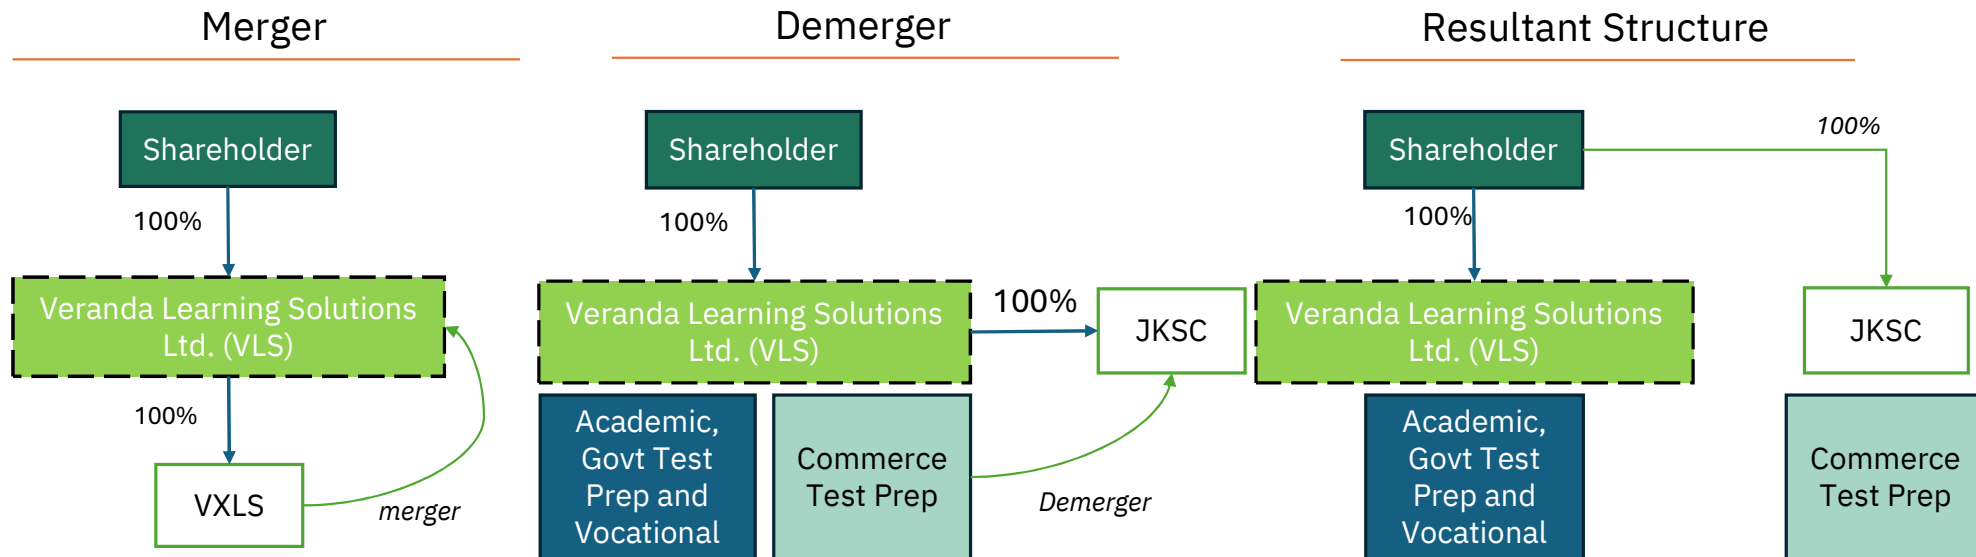 Merger
Shareholder
100%
Veranda Learning Solutions
Ltd. (VLS)
100%
VXLS
merger
Demerger
Shareholder
100%
Veranda Learning Solutions
Ltd. (VLS)
100%
JKSC
Academic,
Govt Test
Prep and
Vocational
Commerce
Test Prep
Demerger
Resultant Structure
Shareholder
100%
100%
Veranda Learning Solutions
Ltd. (VLS)
JKSC
Academic,
Govt Test
Prep and
Vocational
Commerce
Test Prep